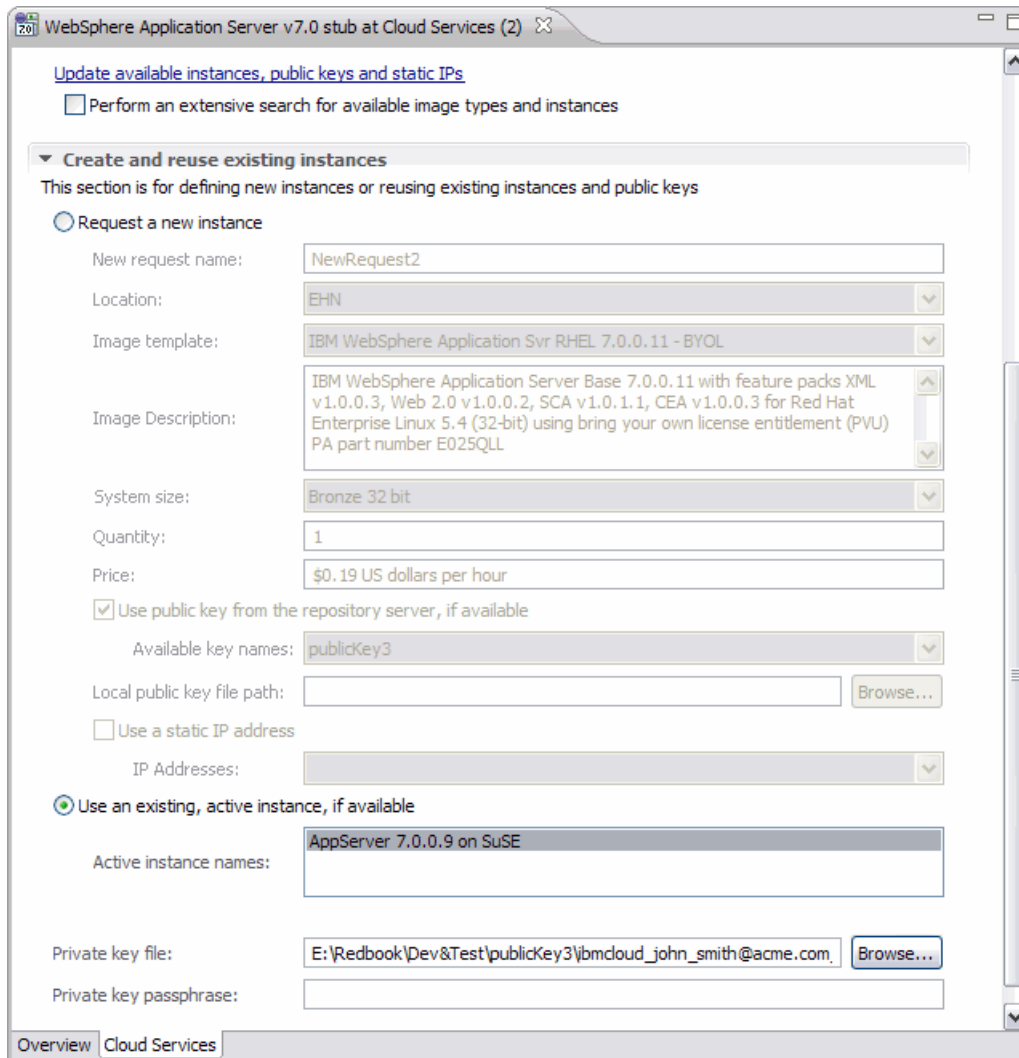 WebSphere Application Server v7.0 stub at Cloud Services (2)
Update available instances, public keys and static IPs
Perform an extensive search for available image types and instances
Create and reuse existing instances
This section is for defining new instances or reusing existing instances and public keys
Request a new instance
New request name: NewRequest2
Location: EHN
Image template: IBM WebSphere Application Svr RHEL 7.0.0.11 - BYOL
Image Description:
IBM WebSphere Application Server Base 7.0.0.11 with feature packs XML
v1.0.0.3, Web 2.0 v1.0.0.2, SCA v1.0.1.1, CEA v1.0.0.3 for Red Hat
Enterprise Linux 5.4 (32-bit) using bring your own license entitlement (PVU)
PA part number E025QLL
System size: Bronze 32 bit
Quantity: 1
Price: $0.19 US dollars per hour
Use public key from the repository server, if available
Available key names: publicKey3
Local public key file path: Browse...
Use a static IP address
IP Addresses:
Use an existing, active instance, if available
AppServer 7.0.0.9 on SuSE
Active instance names:
Private key file: E:\Redbook\Dev&Test\publicKey3\ibmcloud_john_smith@acme.com_ Browse...
Private key passphrase:
Overview Cloud Services